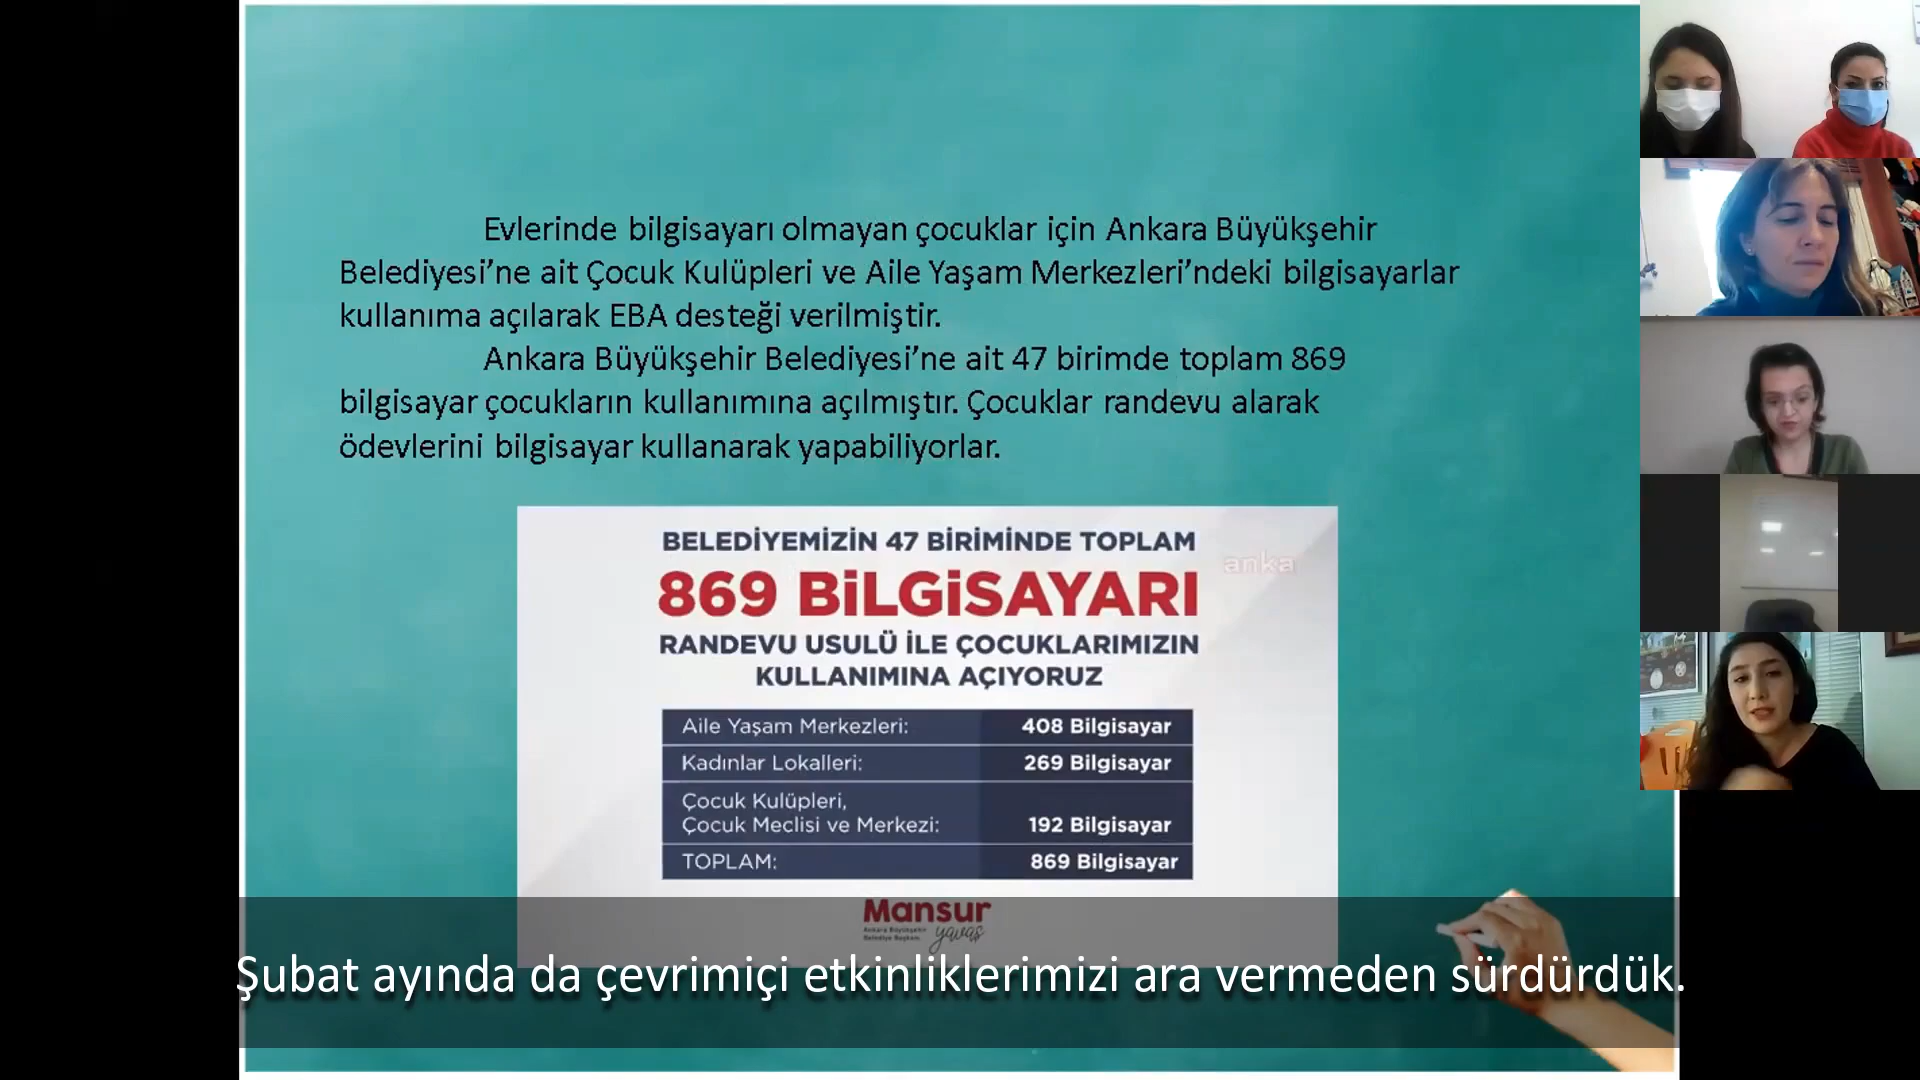 Evlerinde bilgisayarı olmayan çocuklar için Ankara Büyükşehir
Belediyesi’ne ait Çocuk Kulüpleri ve Aile Yaşam Merkezleri’ndeki bilgisayarlar
kullanıma açılarak EBA desteği verilmiştir.
Ankara Büyükşehir Belediyesi’ne ait 47 birimde toplam 869
bilgisayar çocukların kullanımına açılmıştır. Çocuklar randevu alarak
ödevlerini bilgisayar kullanarak yapabiliyorlar.
BELEDİYEMİZİN 47 BİRİMİNDE TOPLAM
anka
869 BİLGİSAYARI
RANDEVU USULÜ İLE ÇOCUKLARIMIZIN
KULLANIMINA AÇIYORUZ
Aile Yaşam Merkezleri: 408 Bilgisayar
Kadınlar Lokalleri: 269 Bilgisayar
Çocuk Kulüpleri,
Çocuk Meclisi ve Merkezi: 192 Bilgisayar
TOPLAM: 869 Bilgisayar
Mansur
Ankara Büyükşehir
Belediye Başkanı
yavaş
Şubat ayında da çevrimiçi etkinliklerimizi ara vermeden sürdürdük.